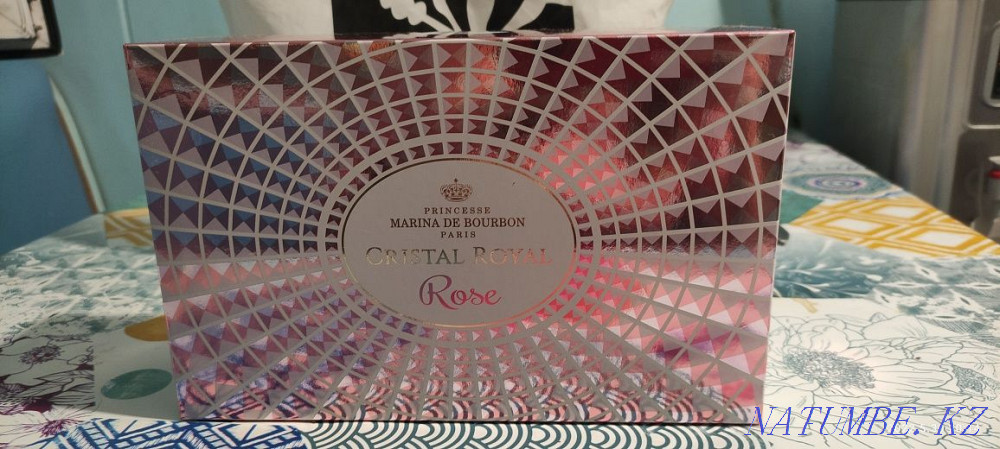 PRINCESSE
MARINA DE BOURBON
PARIS
CRISTAL ROYAL
Rose
NATUMBE.KZ